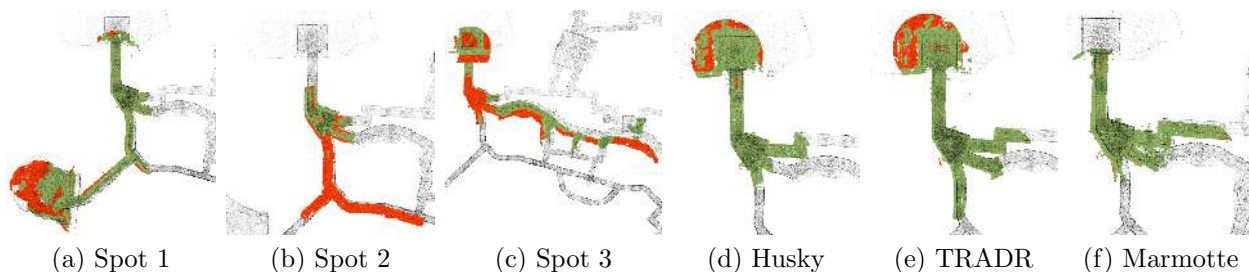 (a) Spot 1
(b) Spot 2
(c) Spot 3
(d) Husky
(e) TRADR
(f) Marmotte